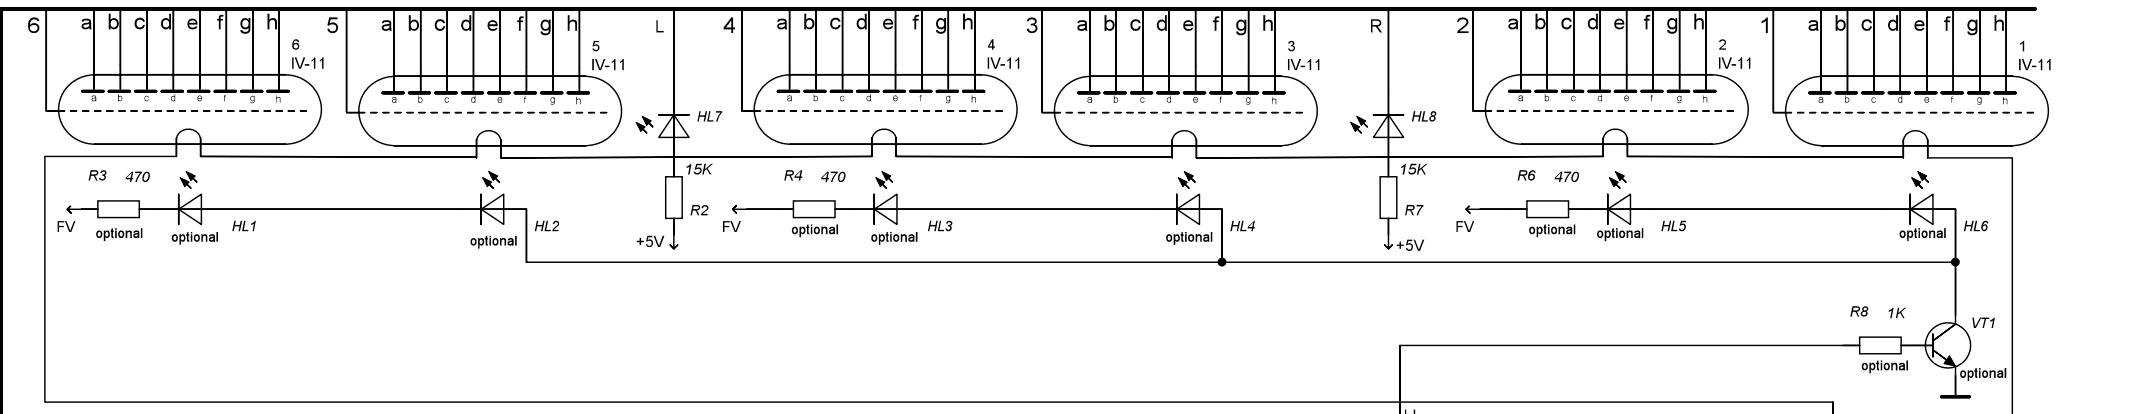 6 a b c d e f g h 5 a b c d e f g h L 4 a b c d e f g h 3 a b c d e f g h R 2 a b c d e f g h 1 a b c d e f g h
6 5 4 3 2 1
IV-11 IV-11 IV-11 IV-11 IV-11 IV-11
a b c d e f g h a b c d e f g h a b c d e f g h a b c d e f g h a b c d e f g h a b c d e f g h
HL7 HL8
R3 470 15K R4 470 15K R6 470
R2 R7
FV optional optional HL1 optional HL2 +5V FV optional optional HL3 optional HL4 +5V FV optional optional HL5 optional HL6
R8 1K VT1
optional optional